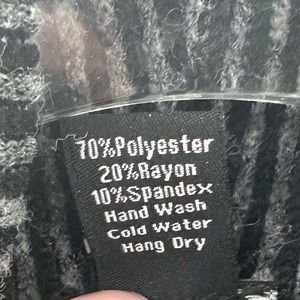 70%Polyester
20%Rayon
10%Spandex
Hand Wash
Cold Water
Hang Dry